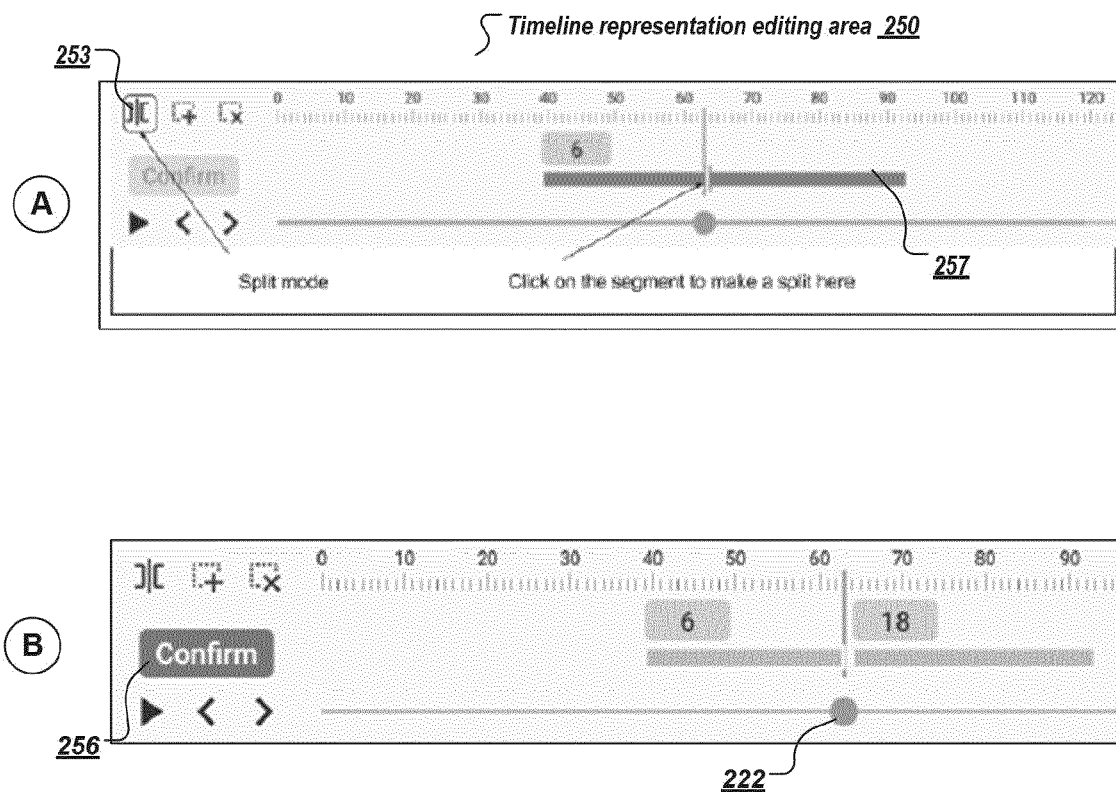 Timeline representation editing area 250
253
0 10 20 30 40 50 60 70 80 90 100 110 120
6
Confirm
A
257
Split mode Click on the segment to make a split here
0 10 20 30 40 50 60 70 80 90
6 18
B
Confirm
256
222